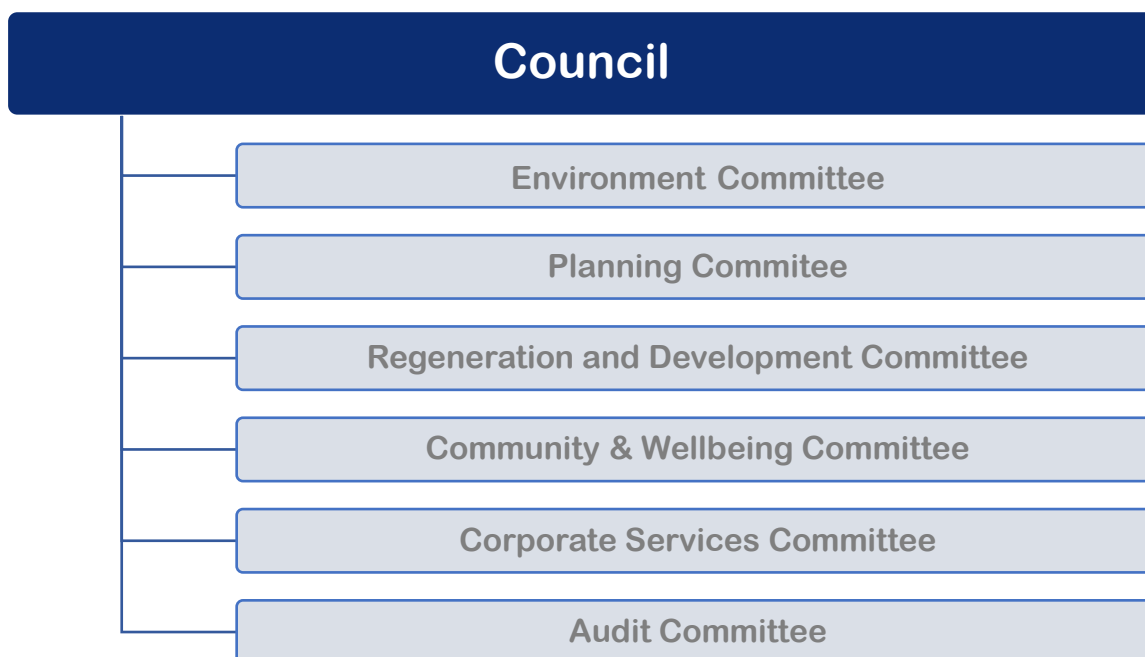 Council
Environment Committee
Planning Commitee
Regeneration and Development Committee
Community & Wellbeing Committee
Corporate Services Committee
Audit Committee